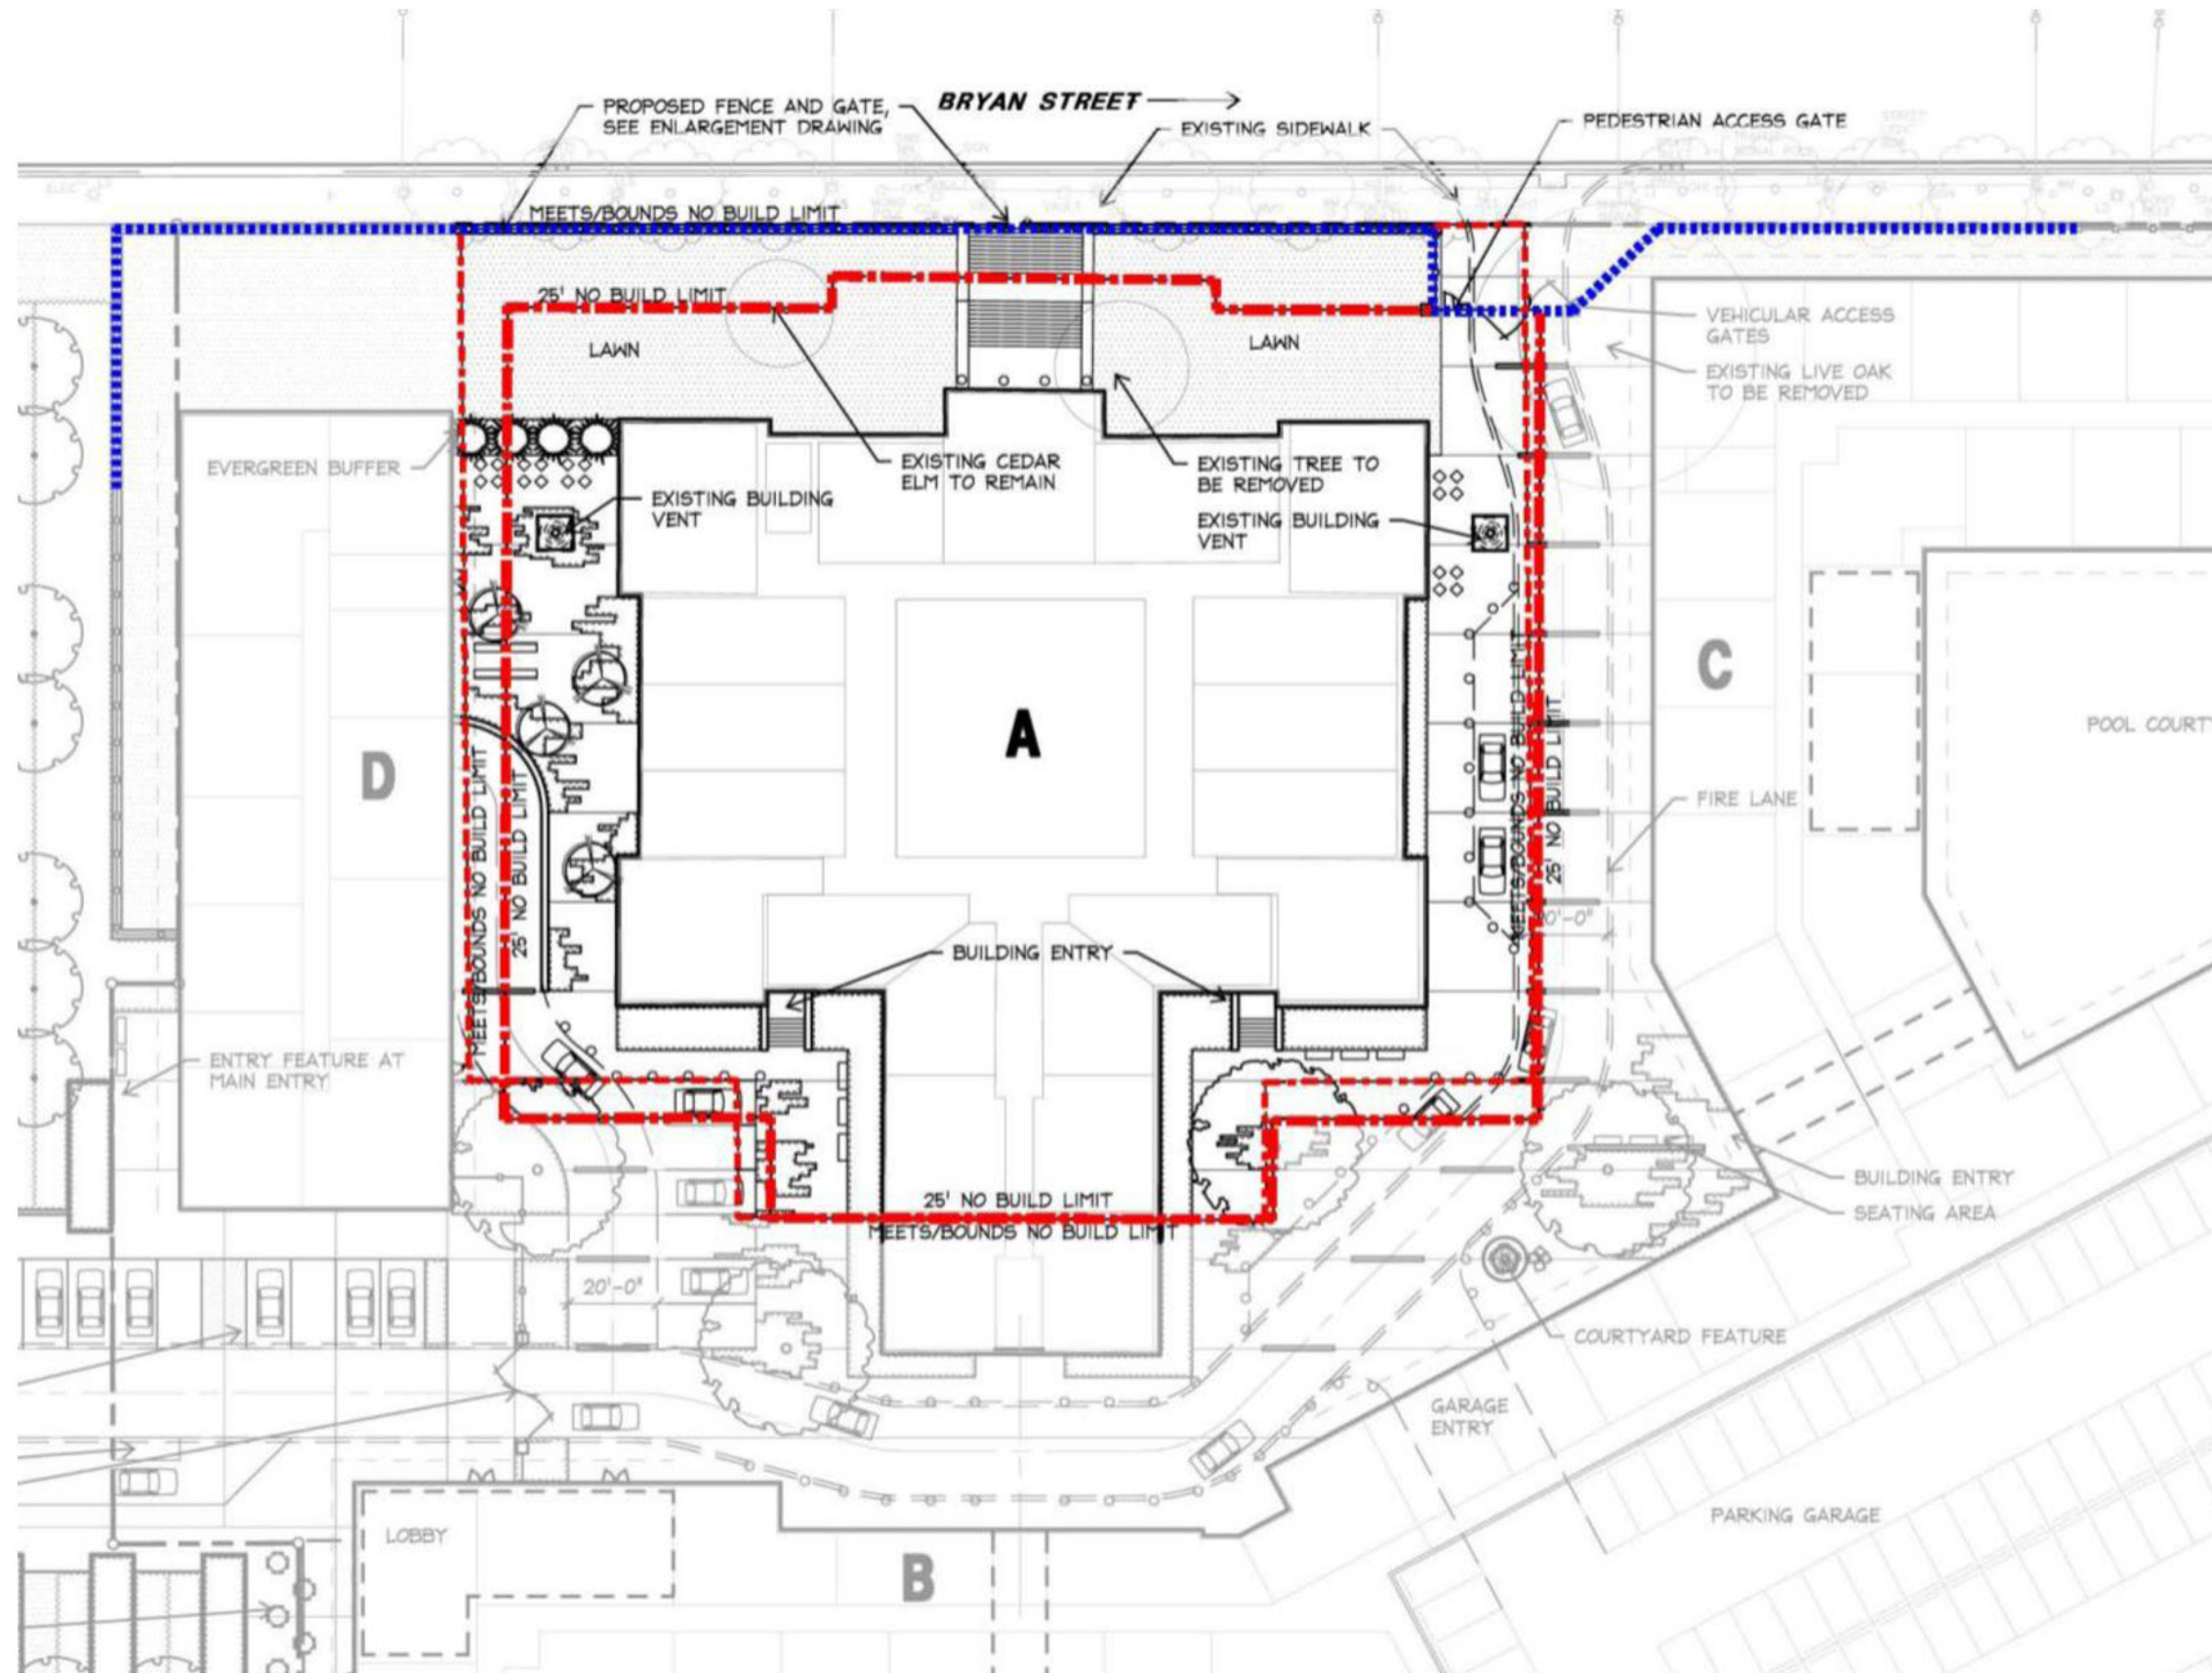 PROPOSED FENCE AND GATE,
SEE ENLARGEMENT DRAWING
BRYAN STREET
EXISTING SIDEWALK
PEDESTRIAN ACCESS GATE
MEETS/BOUNDS NO BUILD LIMIT
25' NO BUILD LIMIT
LAWN
LAWN
VEHICULAR ACCESS
GATES
EXISTING LIVE OAK
TO BE REMOVED
EVERGREEN BUFFER
EXISTING CEDAR
ELM TO REMAIN
EXISTING TREE TO
BE REMOVED
EXISTING BUILDING
VENT
EXISTING BUILDING
VENT
A
C
D
POOL COURT
FIRE LANE
MEETS/BOUNDS NO BUILD LIMIT
25' NO BUILD LIMIT
MEETS/BOUNDS NO BUILD LIMIT
25' NO BUILD LIMIT
BUILDING ENTRY
ENTRY FEATURE AT
MAIN ENTRY
25' NO BUILD LIMIT
MEETS/BOUNDS NO BUILD LIMIT
BUILDING ENTRY
SEATING AREA
20'-0"
COURTYARD FEATURE
GARAGE
ENTRY
PARKING GARAGE
LOBBY
B